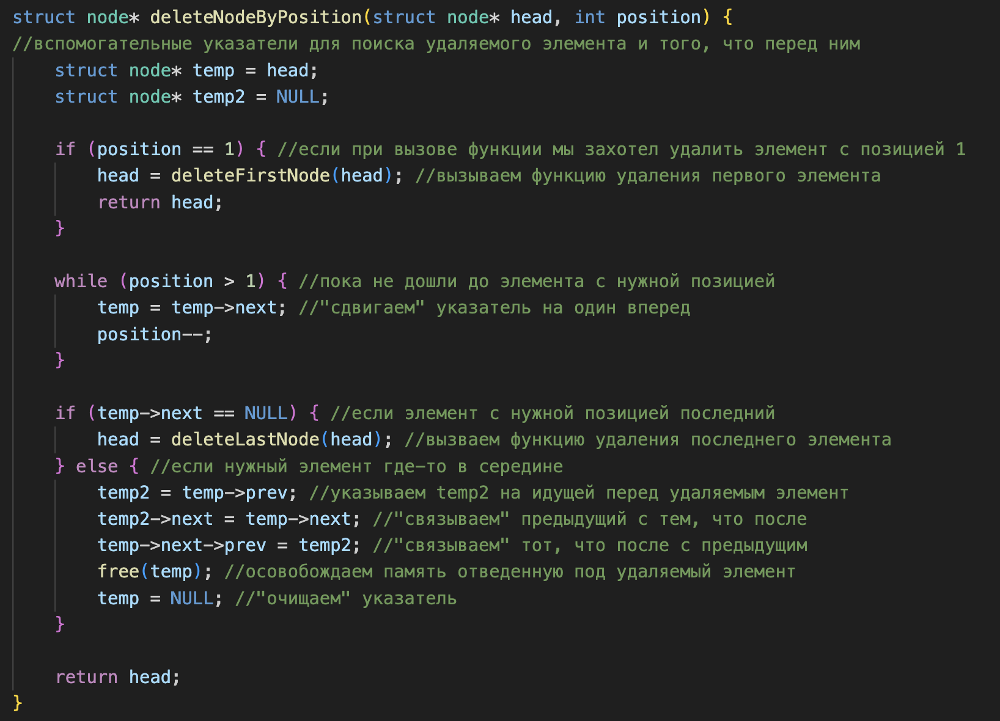 struct node* deleteNodeByPosition(struct node* head, int position) {
//вспомогательные указатели для поиска удаляемого элемента и того, что перед ним
    struct node* temp = head;
    struct node* temp2 = NULL;

    if (position == 1) { //если при вызове функции мы захотел удалить элемент с позицией 1
        head = deleteFirstNode(head); //вызываем функцию удаления первого элемента
        return head;
    }

    while (position > 1) { //пока не дошли до элемента с нужной позицией
        temp = temp->next; //"сдвигаем" указатель на один вперед
        position--;
    }

    if (temp->next == NULL) { //если элемент с нужной позицией последний
        head = deleteLastNode(head); //вызваем функцию удаления последнего элемента
    } else { //если нужный элемент где-то в середине
        temp2 = temp->prev; //указываем temp2 на идущей перед удаляемым элемент
        temp2->next = temp->next; //"связываем" предыдущий с тем, что после
        temp->next->prev = temp2; //"связываем" тот, что после с предыдущим
        free(temp); //осовобождаем память отведенную под удаляемый элемент
        temp = NULL; //"очищаем" указатель
    }

    return head;
}